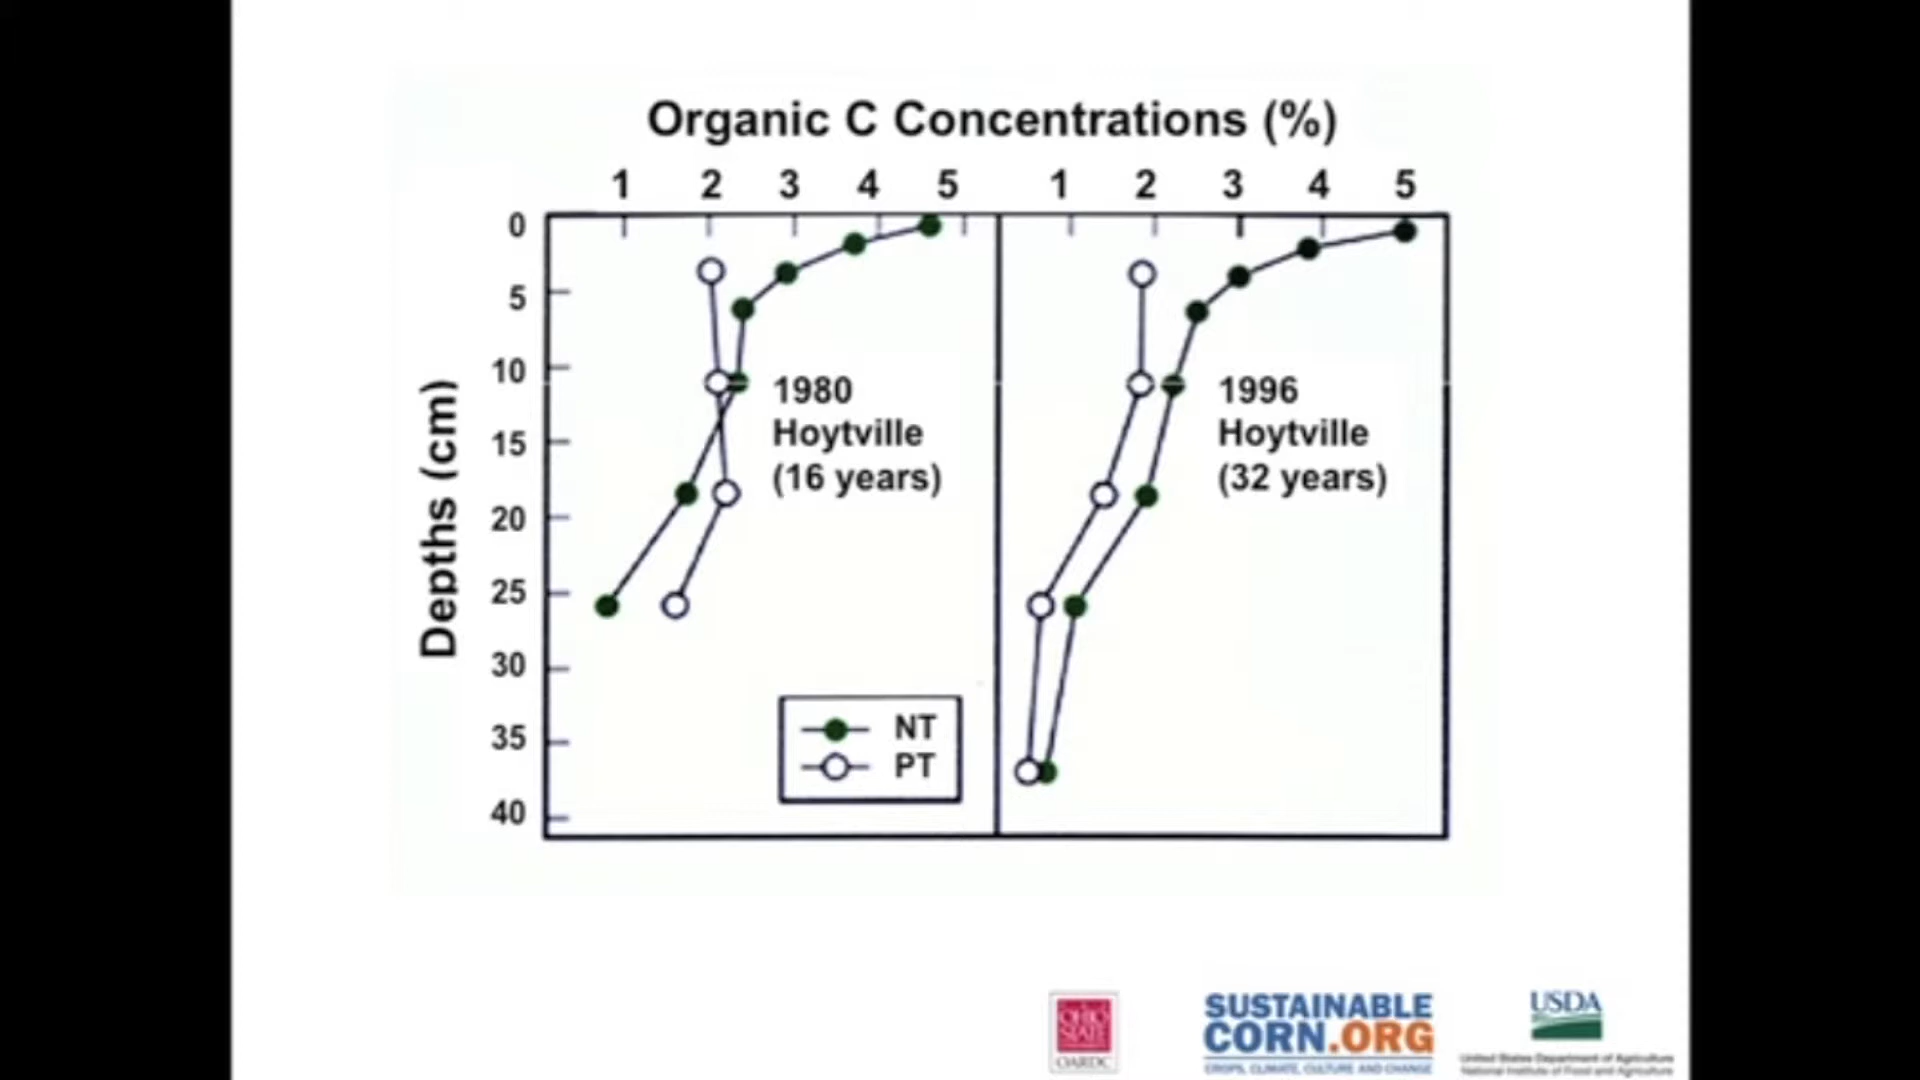 Organic C Concentrations (%)
1 2 3 4 5 1 2 3 4 5
0
5
10
15
20
25
30
35
40
Depths (cm)
1980
Hoytville
(16 years)
1996
Hoytville
(32 years)
NT
PT
OHIO
STATE
OARDC
SUSTAINABLE
CORN.ORG
CROPS, CLIMATE, CULTURE AND CHANGE
USDA
United States Department of Agriculture
National Institute of Food and Agriculture